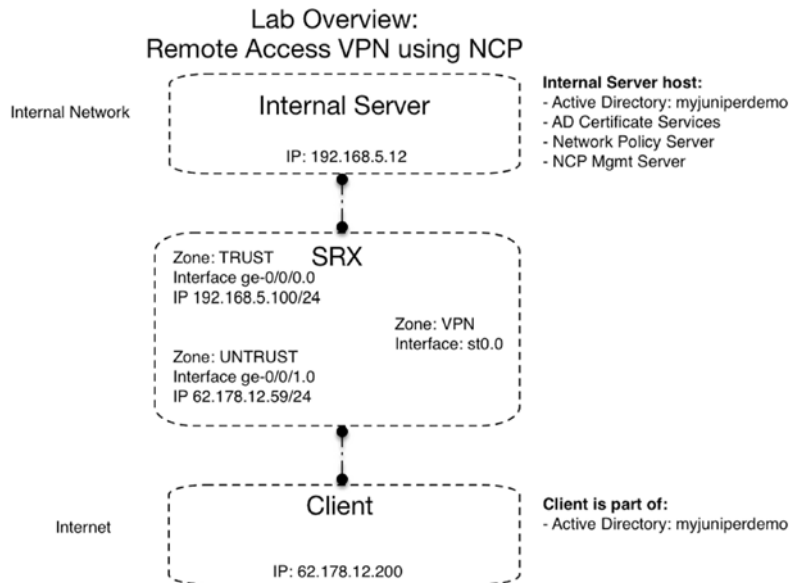 Lab Overview:
Remote Access VPN using NCP
Internal Network
Internal Server
IP: 192.168.5.12
Internal Server host:
- Active Directory: myjuniperdemo
- AD Certificate Services
- Network Policy Server
- NCP Mgmt Server
SRX
Zone: TRUST
Interface ge-0/0/0.0
IP 192.168.5.100/24
Zone: VPN
Interface: st0.0
Zone: UNTRUST
Interface ge-0/0/1.0
IP 62.178.12.59/24
Internet
Client
IP: 62.178.12.200
Client is part of:
- Active Directory: myjuniperdemo